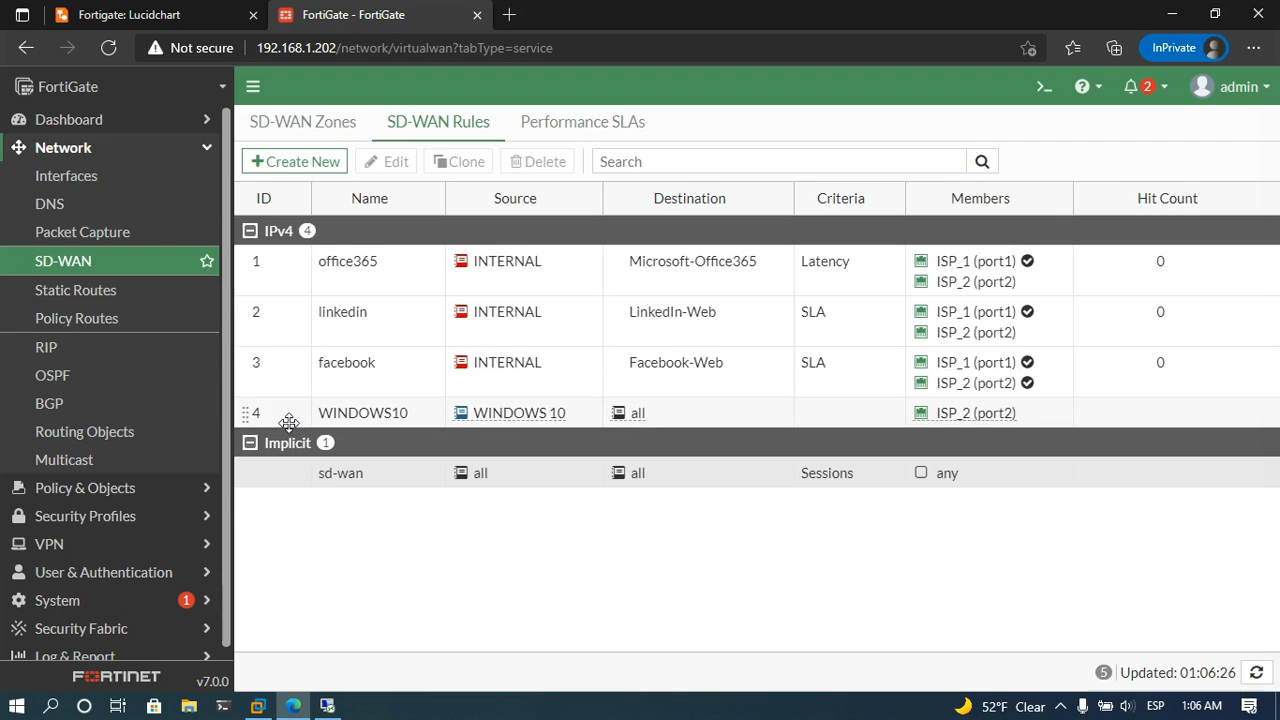 Fortigate: Lucidchart
FortiGate - FortiGate
Not secure
192.168.1.202/network/virtualwan?tabType=service
InPrivate
FortiGate
2
admin
Dashboard
Network
Interfaces
DNS
Packet Capture
SD-WAN
Static Routes
Policy Routes
RIP
OSPF
BGP
Routing Objects
Multicast
Policy & Objects
Security Profiles
VPN
User & Authentication
System 1
Security Fabric
Log & Report
FORTINET v7.0.0
SD-WAN Zones SD-WAN Rules Performance SLAs
+Create New Edit Clone Delete Search
ID Name Source Destination Criteria Members Hit Count
IPv4 4
1 office365 INTERNAL Microsoft-Office365 Latency ISP_1 (port1) 0
ISP_2 (port2)
2 linkedin INTERNAL LinkedIn-Web SLA ISP_1 (port1) 0
ISP_2 (port2)
3 facebook INTERNAL Facebook-Web SLA ISP_1 (port1) 0
ISP_2 (port2)
4 WINDOWS10 WINDOWS 10 all ISP_2 (port2)
Implicit 1
sd-wan all all Sessions any
5 Updated: 01:06:26
52°F Clear ESP 1:06 AM